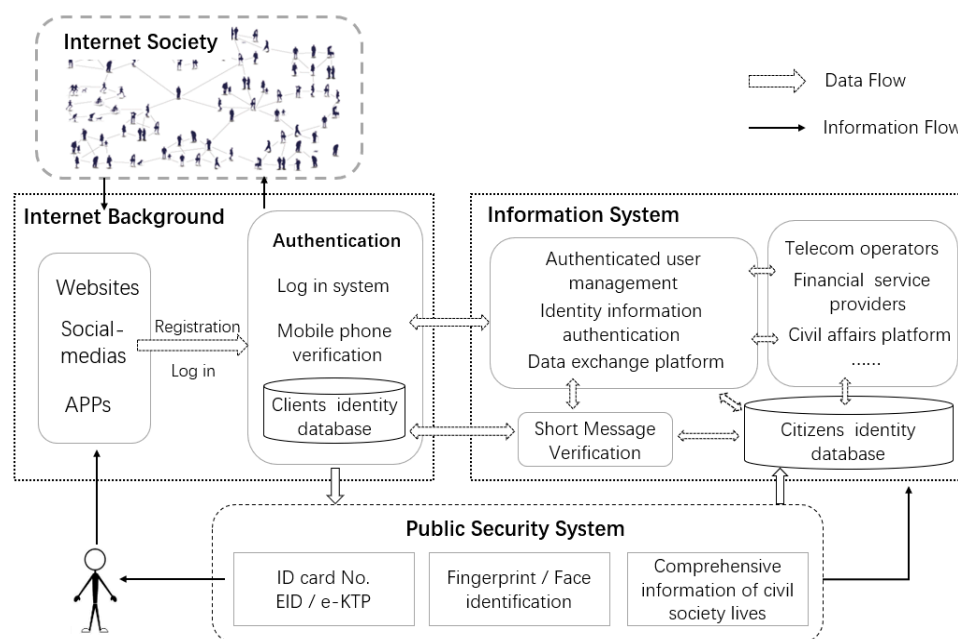 Internet Society
Data Flow
Information Flow
Internet Background
Websites
Social-
medias
APPs
Registration
Log in
Authentication
Log in system
Mobile phone
verification
Clients identity
database
Information System
Authenticated user
management
Identity information
authentication
Data exchange platform
Telecom operators
Financial service
providers
Civil affairs platform
......
Short Message
Verification
Citizens identity
database
Public Security System
ID card No.
EID / e-KTP
Fingerprint / Face
identification
Comprehensive
information of civil
society lives